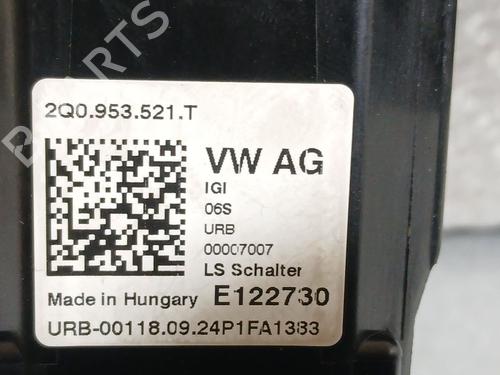 PARTS
2Q0.953.521.T
VW AG
IGI
06S
URB
00007007
LS Schalter
Made in Hungary E122730
URB-00118.09.24P1FA1383